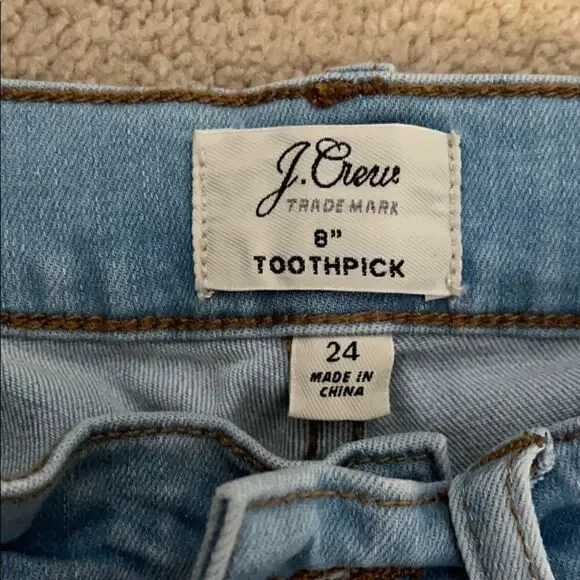 J.Crew
TRADE MARK
8"
TOOTHPICK
24
MADE IN
CHINA